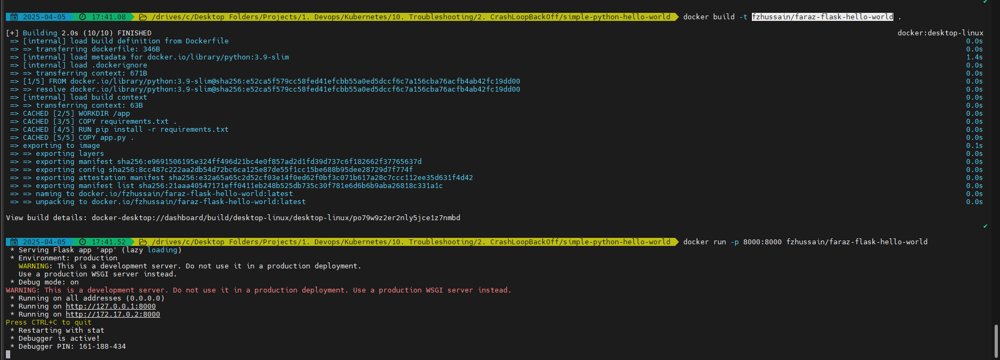 2025-04-05 17:41.08 /drives/c/Desktop Folders/Projects/1. Devops/Kubernetes/10. Troubleshooting/2. CrashLoopBackOff/simple-python-hello-world docker build -t fzhussain/faraz-flask-hello-world .
[+] Building 2.0s (10/10) FINISHED docker:desktop-linux
=> [internal] load build definition from Dockerfile 0.0s
=> => transferring dockerfile: 346B 0.0s
=> [internal] load metadata for docker.io/library/python:3.9-slim 1.4s
=> [internal] load .dockerignore 0.0s
=> => transferring context: 671B 0.0s
=> [1/5] FROM docker.io/library/python:3.9-slim@sha256:e52ca5f579cc58fed41efcbb55a0ed5dccf6c7a156cba76acfb4ab42fc19dd00 0.0s
=> => resolve docker.io/library/python:3.9-slim@sha256:e52ca5f579cc58fed41efcbb55a0ed5dccf6c7a156cba76acfb4ab42fc19dd00 0.0s
=> [internal] load build context 0.0s
=> => transferring context: 63B 0.0s
=> CACHED [2/5] WORKDIR /app 0.0s
=> CACHED [3/5] COPY requirements.txt . 0.0s
=> CACHED [4/5] RUN pip install -r requirements.txt 0.0s
=> CACHED [5/5] COPY app.py . 0.0s
=> exporting to image 0.1s
=> => exporting layers 0.0s
=> => exporting manifest sha256:e9691506195e324ff496d21bc4e0f857ad2d1fd39d737c6f182662f37765637d 0.0s
=> => exporting config sha256:8cc487c222aa2db54d72bc6ca125e87de55f1cc15be688b95dee28729d7f774f 0.0s
=> => exporting attestation manifest sha256:e32a65a65c2d52cf03e14f0ed62f0bf3c071b617a28c7ccc112ee35d631f4d42 0.0s
=> => exporting manifest list sha256:21aaa40547171eff0411eb248b525db735c30f781e6d6b6b9aba26818c331a1c 0.0s
=> => naming to docker.io/fzhussain/faraz-flask-hello-world:latest 0.0s
=> => unpacking to docker.io/fzhussain/faraz-flask-hello-world:latest 0.0s
View build details: docker-desktop://dashboard/build/desktop-linux/desktop-linux/po79w9z2er2nly5jce1z7nmbd
2025-04-05 17:41.52 /drives/c/Desktop Folders/Projects/1. Devops/Kubernetes/10. Troubleshooting/2. CrashLoopBackOff/simple-python-hello-world docker run -p 8000:8000 fzhussain/faraz-flask-hello-world
* Serving Flask app 'app' (lazy loading)
* Environment: production
WARNING: This is a development server. Do not use it in a production deployment.
Use a production WSGI server instead.
* Debug mode: on
WARNING: This is a development server. Do not use it in a production deployment. Use a production WSGI server instead.
* Running on all addresses (0.0.0.0)
* Running on http://127.0.0.1:8000
* Running on http://172.17.0.2:8000
Press CTRL+C to quit
* Restarting with stat
* Debugger is active!
* Debugger PIN: 161-188-434